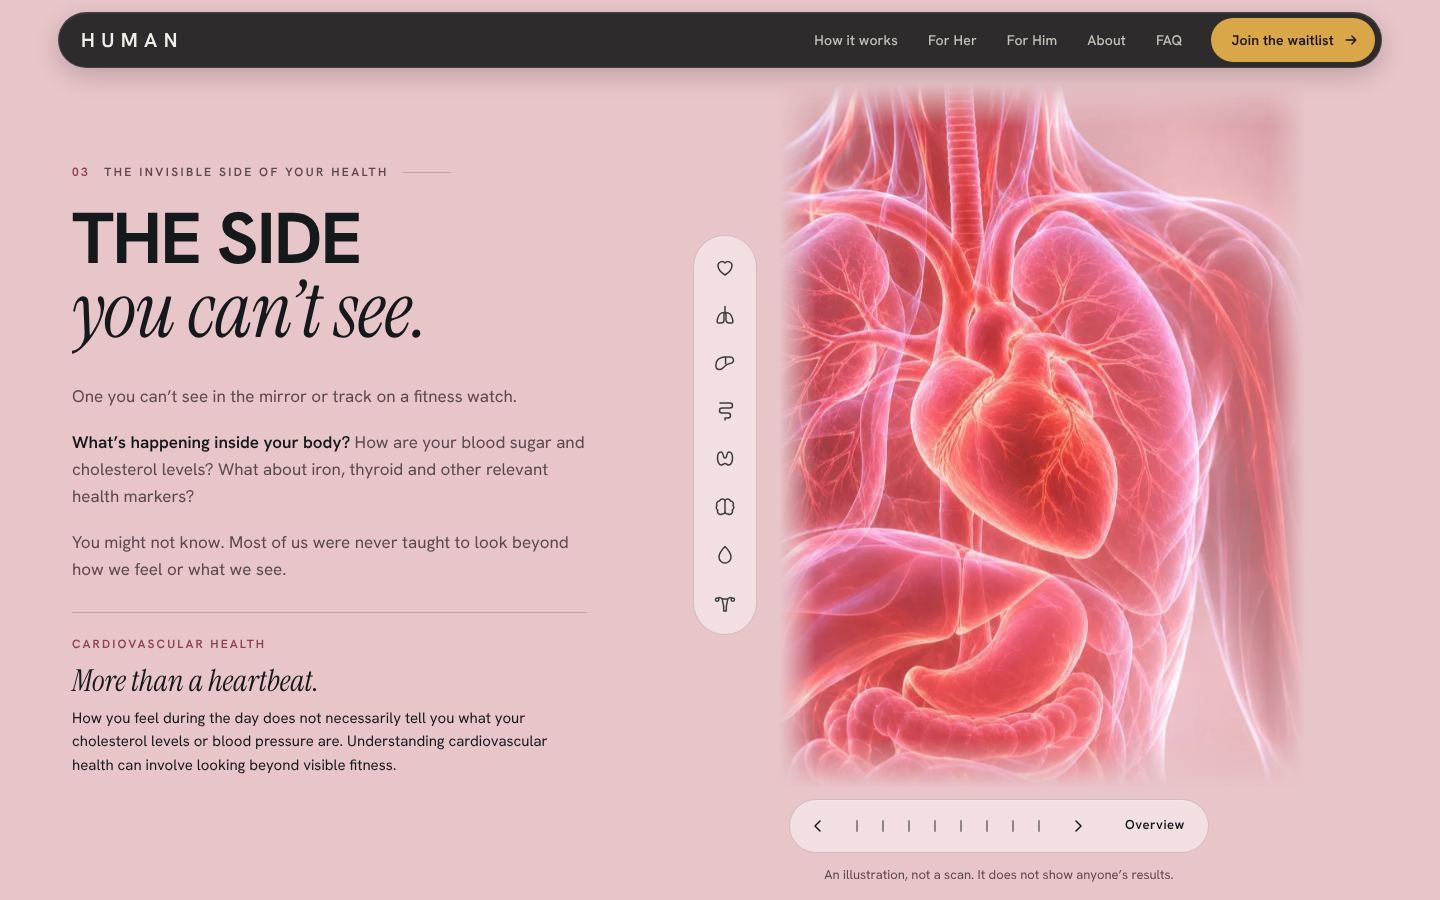 HUMAN
How it works
For Her
For Him
About
FAQ
Join the waitlist
03 THE INVISIBLE SIDE OF YOUR HEALTH
THE SIDE
you can’t see.
One you can’t see in the mirror or track on a fitness watch.
What’s happening inside your body? How are your blood sugar and
cholesterol levels? What about iron, thyroid and other relevant
health markers?
You might not know. Most of us were never taught to look beyond
how we feel or what we see.
CARDIOVASCULAR HEALTH
More than a heartbeat.
How you feel during the day does not necessarily tell you what your
cholesterol levels or blood pressure are. Understanding cardiovascular
health can involve looking beyond visible fitness.
Overview
An illustration, not a scan. It does not show anyone’s results.